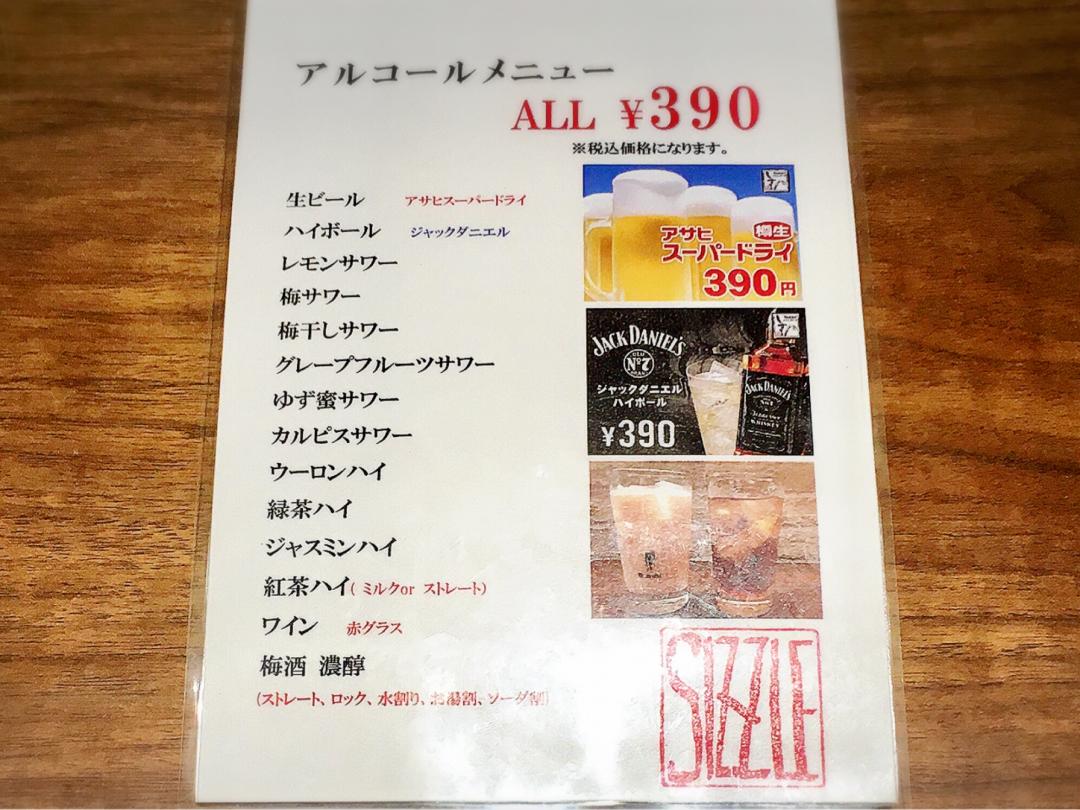 アルコールメニュー
ALL ¥390
※税込価格になります。
生ビール アサヒスーパードライ
ハイボール ジャックダニエル
レモンサワー
梅サワー
梅干しサワー
グレープフルーツサワー
ゆず蜜サワー
カルピスサワー
ウーロンハイ
緑茶ハイ
ジャスミンハイ
紅茶ハイ(ミルクor ストレート)
ワイン 赤グラス
梅酒 濃醇
(ストレート、ロック、水割り、お湯割、ソーダ割)
アサヒ 樽生
スーパードライ
390円
JACK DANIEL'S
OLD
Nº7
BRAND
ジャックダニエル
ハイボール
¥390
JACK DANIEL'S
Nº7
WHISKEY
SIZZLE